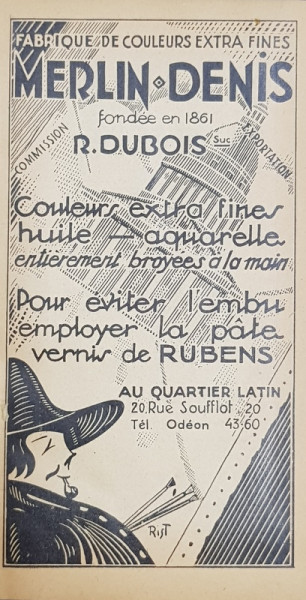 FABRIQUE DE COULEURS EXTRA FINES
MERLIN DENIS
fondée en 1861
COMMISSION
EXPORTATION
R. DUBOIS Suc
Couleurs extra fines
huile — aquarelle
entièrement broyées à la main
Pour eviter l'embu
employer la pâte
vernis de RUBENS
AU QUARTIER LATIN
20, Rue Soufflot, 20
Tél. Odéon 43-60
RisT